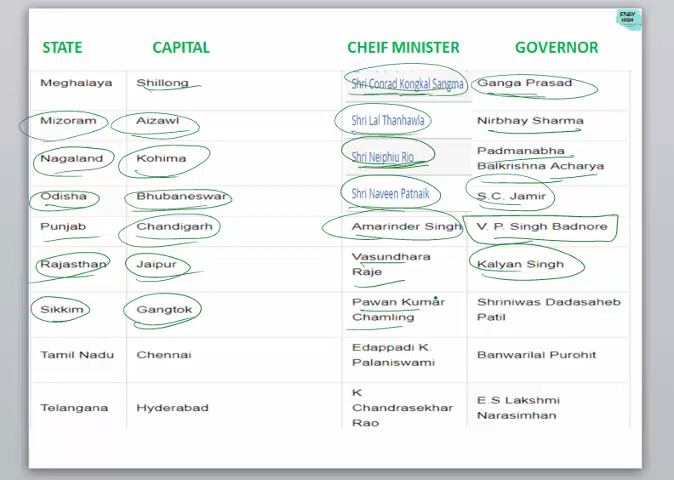 STUDY
HIGH
STATE CAPITAL CHEIF MINISTER GOVERNOR
Meghalaya Shillong Shri Conrad Kongkal Sangma Ganga Prasad
Mizoram Aizawl Shri Lal Thanhawla Nirbhay Sharma
Nagaland Kohima Shri Neiphiu Rio Padmanabha
Balkrishna Acharya
Odisha Bhubaneswar Shri Naveen Patnaik S.C. Jamir
Punjab Chandigarh Amarinder Singh V. P. Singh Badnore
Rajasthan Jaipur Vasundhara
Raje Kalyan Singh
Sikkim Gangtok Pawan Kumar
Chamling Shriniwas Dadasaheb
Patil
Tamil Nadu Chennai Edappadi K.
Palaniswami Banwarilal Purohit
Telangana Hyderabad K
Chandrasekhar
Rao E.S Lakshmi
Narasimhan